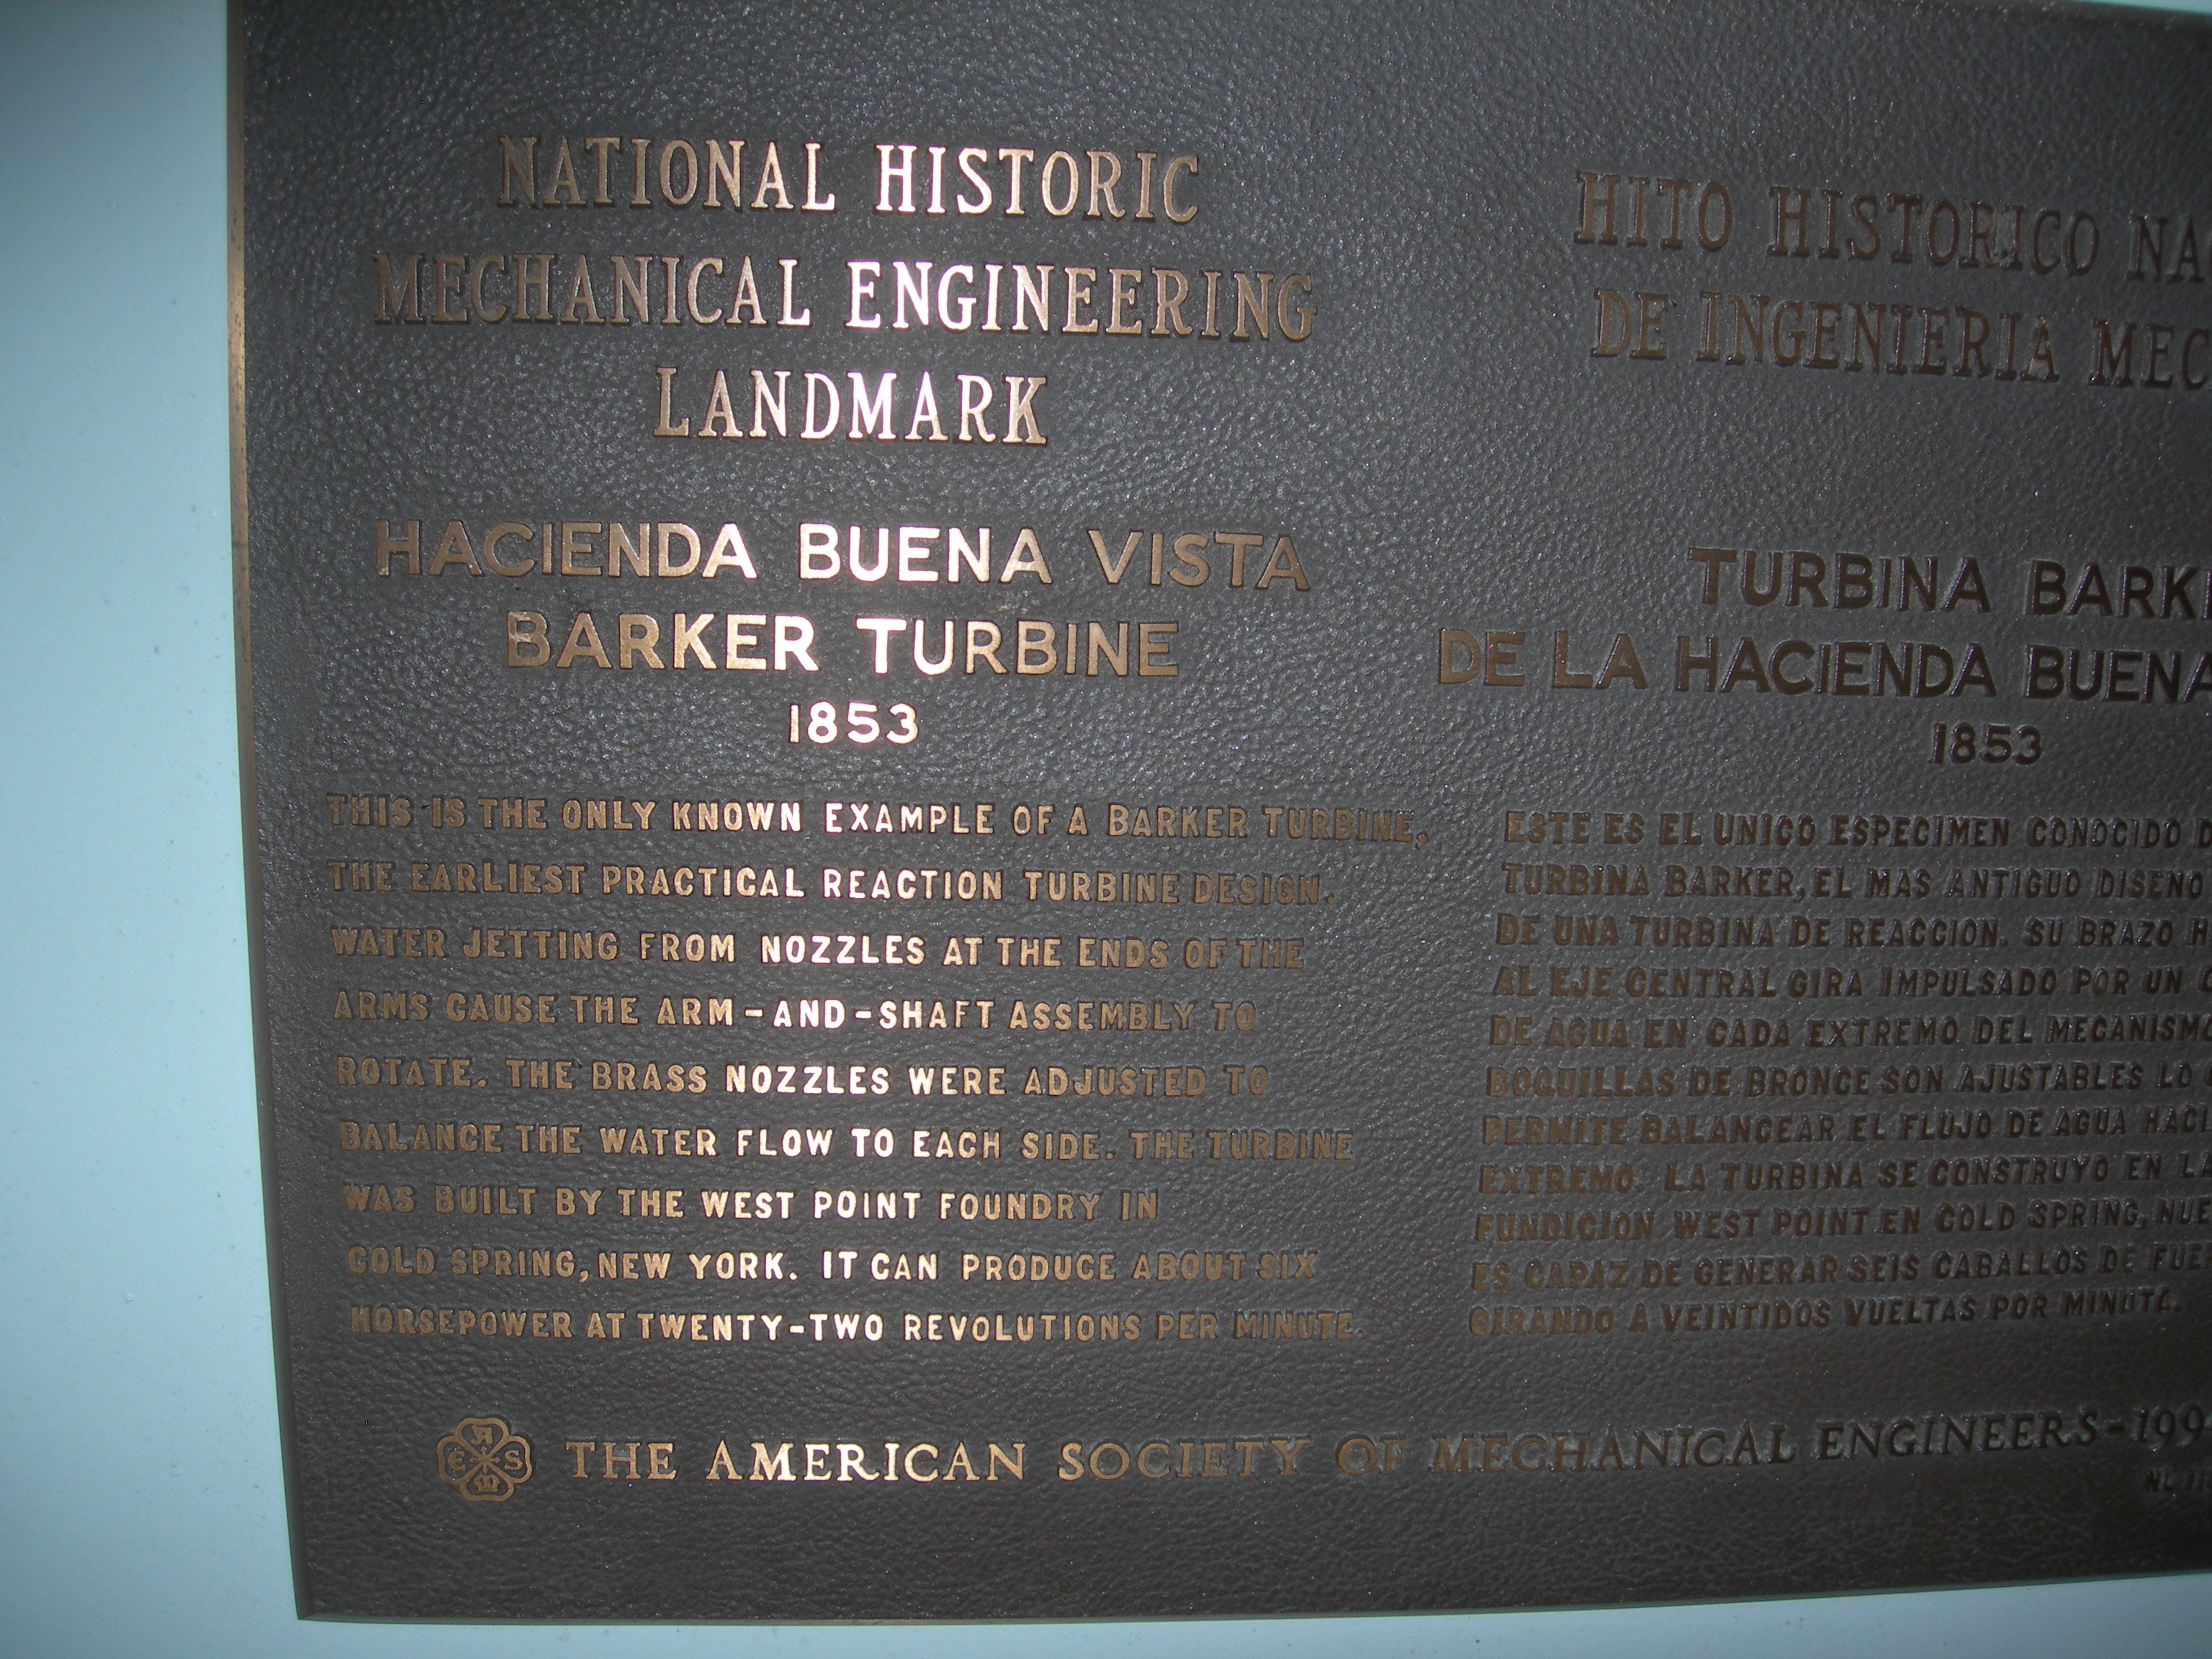 NATIONAL HISTORIC
MECHANICAL ENGINEERING
LANDMARK
HACIENDA BUENA VISTA
BARKER TURBINE
1853
THIS IS THE ONLY KNOWN EXAMPLE OF A BARKER TURBINE,
THE EARLIEST PRACTICAL REACTION TURBINE DESIGN.
WATER JETTING FROM NOZZLES AT THE ENDS OF THE
ARMS CAUSE THE ARM-AND-SHAFT ASSEMBLY TO
ROTATE. THE BRASS NOZZLES WERE ADJUSTED TO
BALANCE THE WATER FLOW TO EACH SIDE. THE TURBINE
WAS BUILT BY THE WEST POINT FOUNDRY IN
COLD SPRING, NEW YORK. IT CAN PRODUCE ABOUT SIX
HORSEPOWER AT TWENTY-TWO REVOLUTIONS PER MINUTE.
HITO HISTORICO
DE INGENIERIA
TURBINA
DE LA HACIENDA BUENA
1853
ESTE ES EL UNICO ESPECIMEN CONOCIDO
TURBINA BARKER, EL MAS ANTIGUO DISENO
DE UNA TURBINA DE REACCION. SU BRAZO
AL EJE CENTRAL GIRA IMPULSADO POR UN
DE AGUA EN CADA EXTREMO DEL
BOQUILLAS DE BRONCE SON AJUSTABLES LO
PERMITE BALANCEAR EL FLUJO DE AGUA
EXTREMO. LA TURBINA SE CONSTRUYO EN LA
FUNDICION WEST POINT EN COLD SPRING,
ES CAPAZ DE GENERAR SEIS CABALLOS DE
GIRANDO A VEINTIDOS VUELTAS POR MINUTO.
A S M E THE AMERICAN SOCIETY OF MECHANICAL ENGINEERS-199